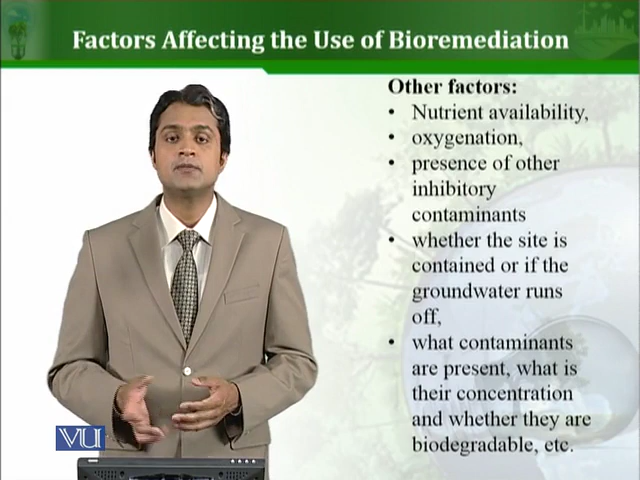 Factors Affecting the Use of Bioremediation
Other factors:
• Nutrient availability,
• oxygenation,
• presence of other
inhibitory
contaminants
• whether the site is
contained or if the
groundwater runs
off,
• what contaminants
are present, what is
their concentration
and whether they are
biodegradable, etc.
VU